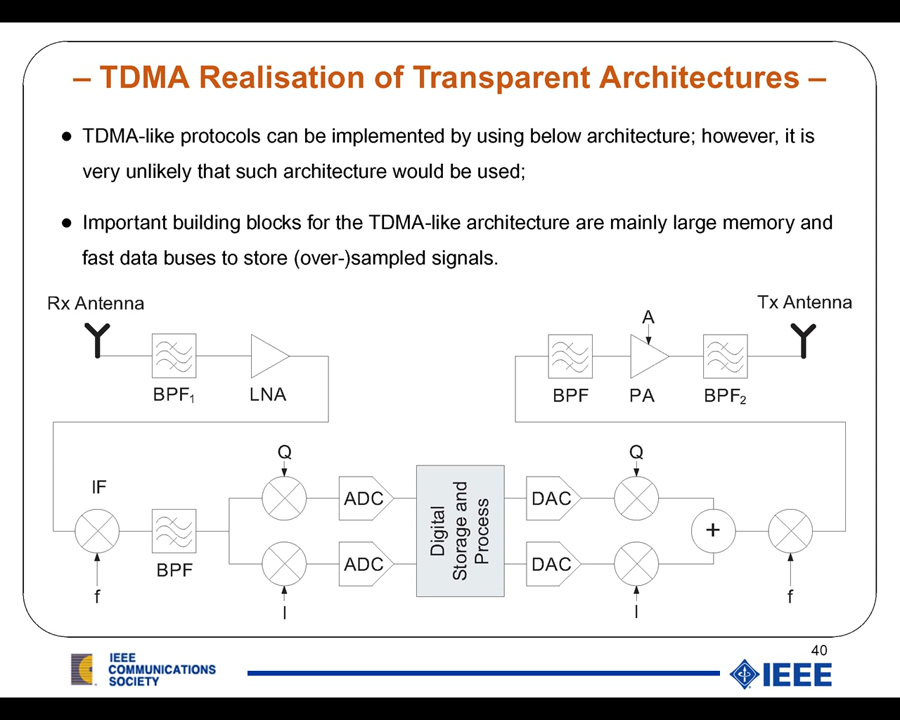 – TDMA Realisation of Transparent Architectures –
● TDMA-like protocols can be implemented by using below architecture; however, it is
very unlikely that such architecture would be used;
● Important building blocks for the TDMA-like architecture are mainly large memory and
fast data buses to store (over-)sampled signals.
Rx Antenna
Tx Antenna
A
BPF₁
LNA
BPF
PA
BPF₂
IF
Q
Q
ADC
DAC
Digital
Storage and
Process
+
BPF
ADC
DAC
f
I
I
f
40
IEEE
COMMUNICATIONS
SOCIETY
IEEE